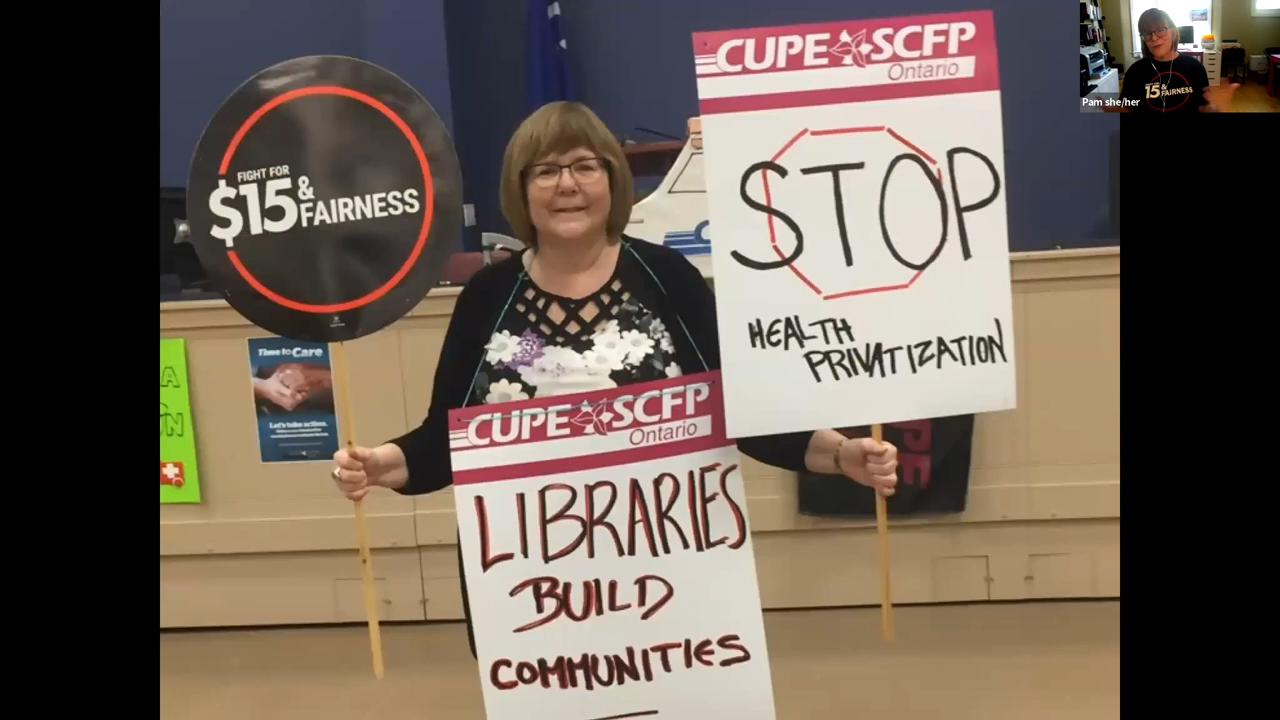 FIGHT FOR
$15 &
FAIRNESS
CUPE SCFP
Ontario
STOP
HEALTH
PRIVATIZATION
CUPE SCFP
Ontario
LIBRARIES
BUILD
COMMUNITIES
Time to Care
Let's take action.
Pam she/her
15 &
FAIRNESS